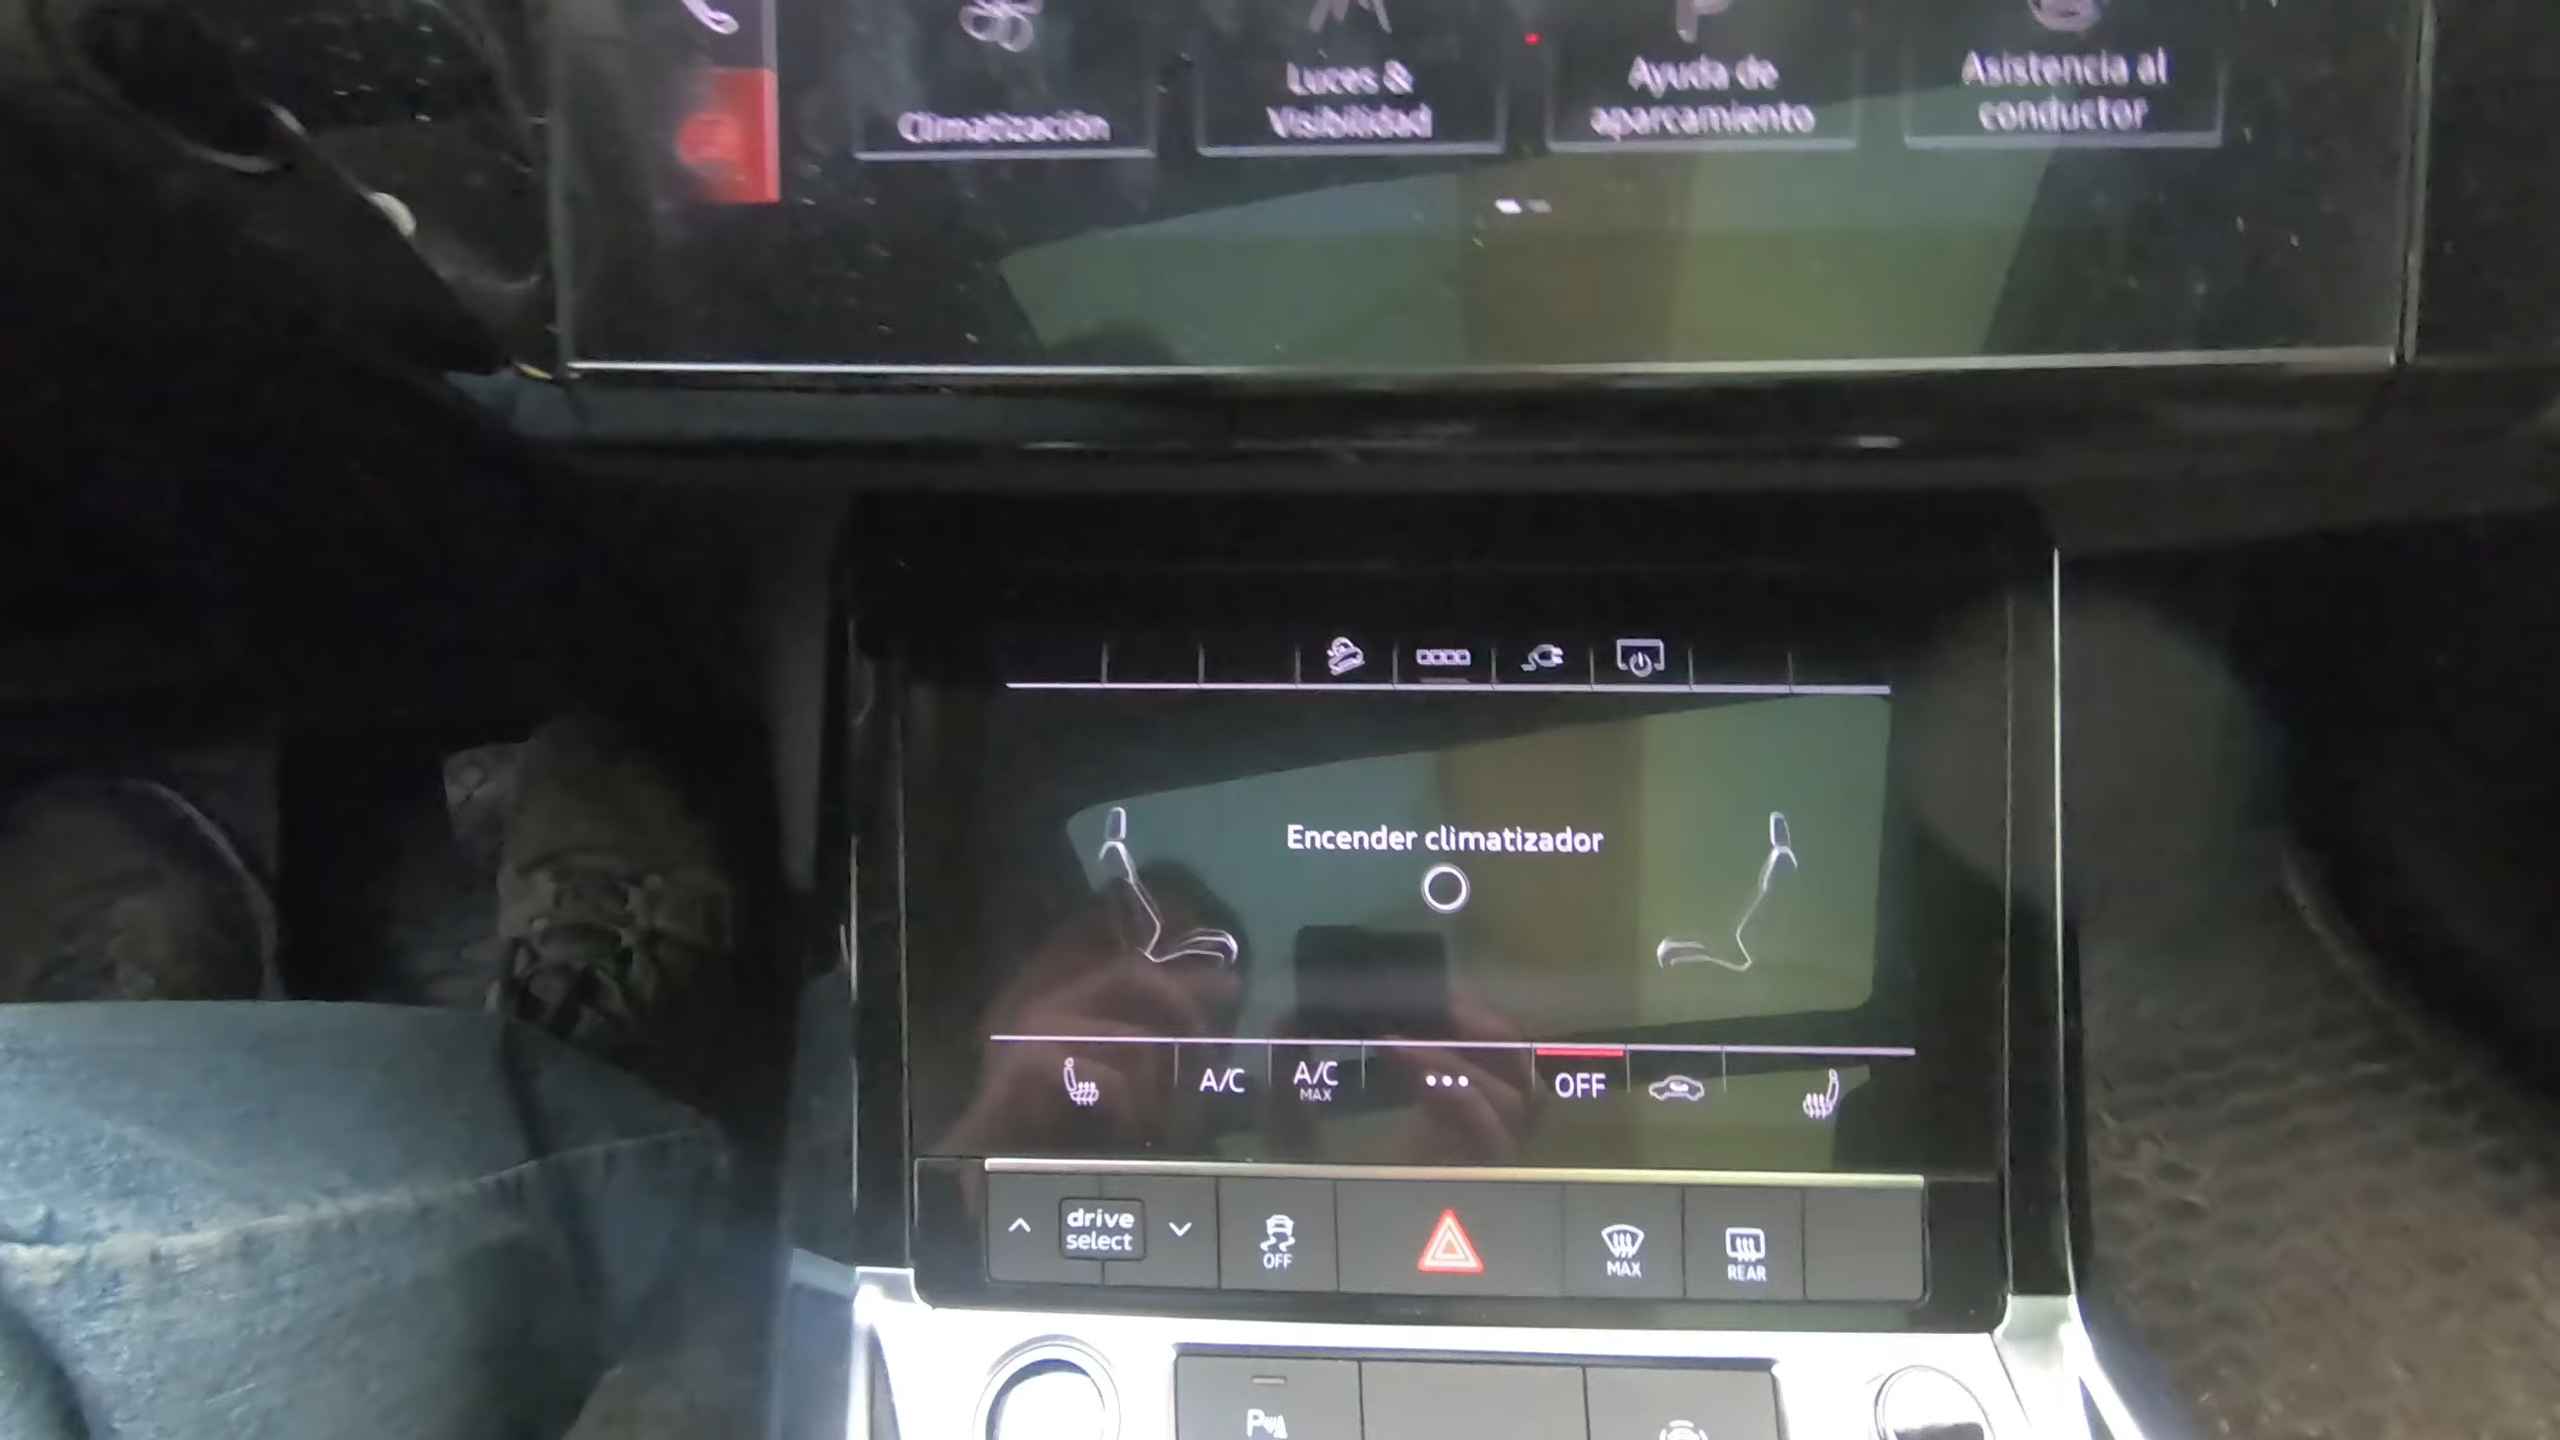 Climatización
Luces &
Visibilidad
Ayuda de
aparcamiento
Asistencia al
conductor
Encender climatizador
A/C
A/C
MAX
OFF
drive
select
OFF
MAX
REAR
P